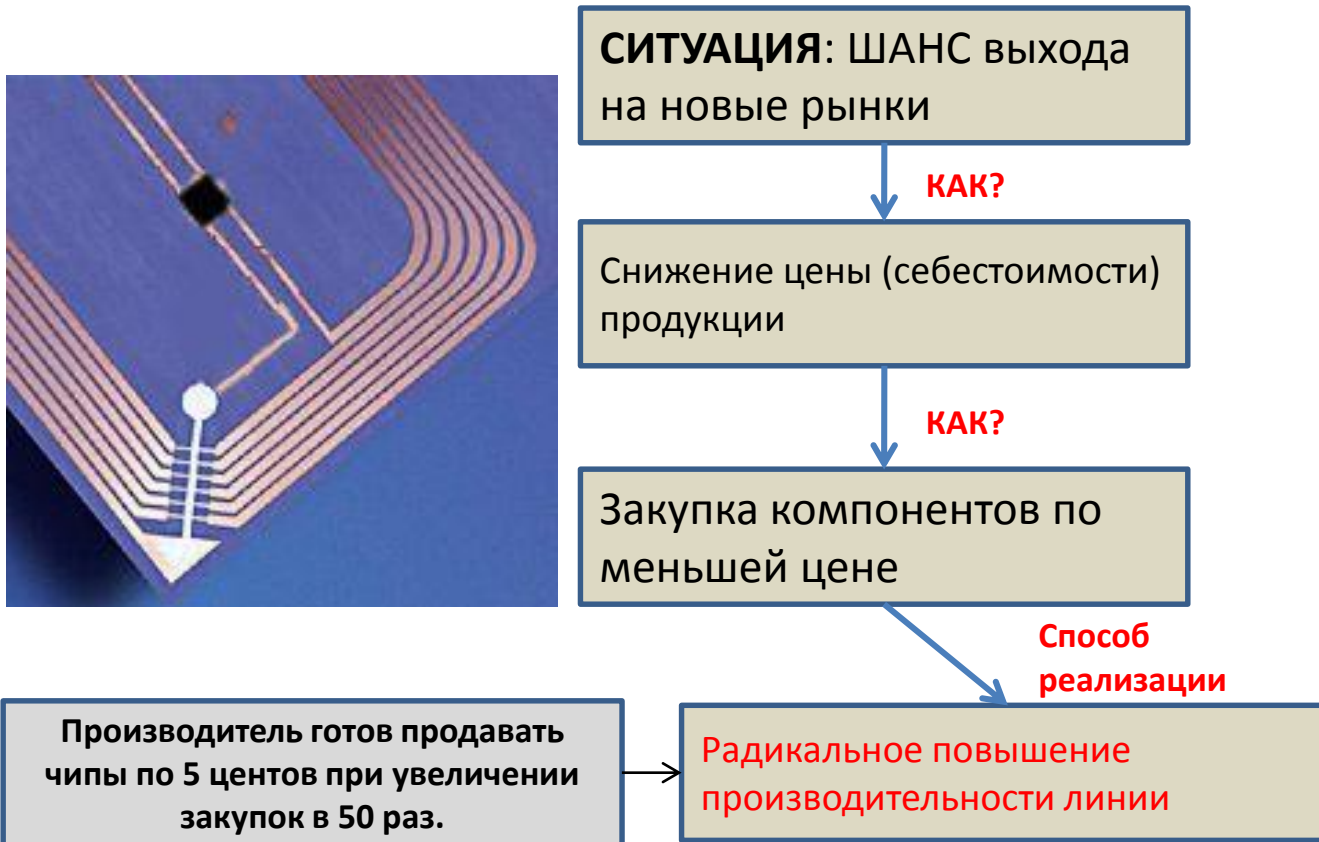 СИТУАЦИЯ: ШАНС выхода
на новые рынки
КАК?
Снижение цены (себестоимости)
продукции
КАК?
Закупка компонентов по
меньшей цене
Способ
реализации
Производитель готов продавать
чипы по 5 центов при увеличении
закупок в 50 раз.
Радикальное повышение
производительности линии